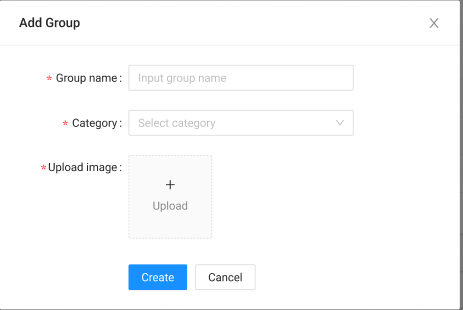 Add Group
* Group name :
Input group name
* Category :
Select category
* Upload image :
+
Upload
Create
Cancel